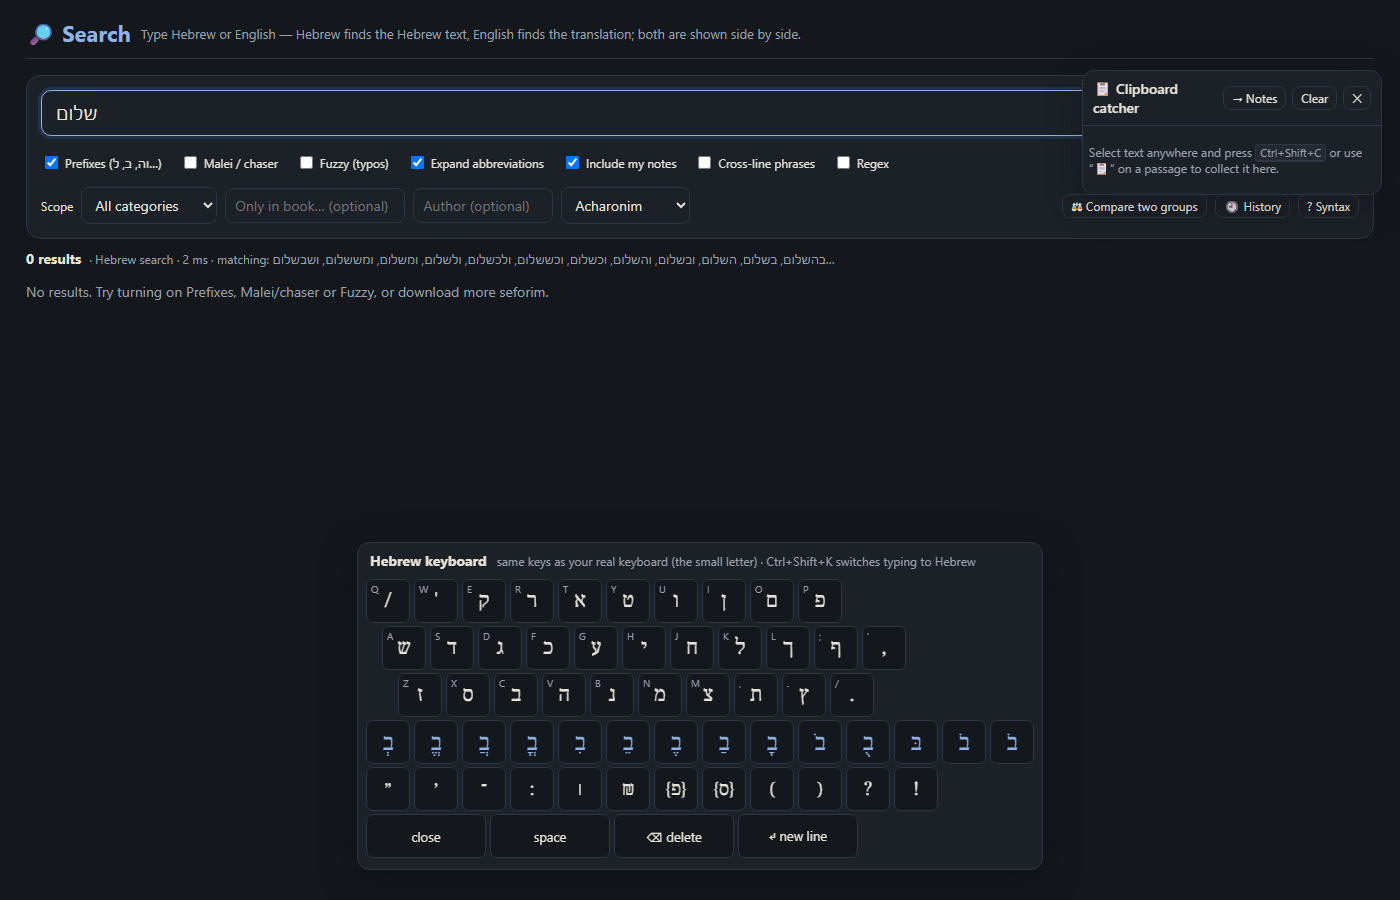 🔎 Search Type Hebrew or English — Hebrew finds the Hebrew text, English finds the translation; both are shown side by side.
שלום
📋 Clipboard catcher
→ Notes Clear ✕
Select text anywhere and press Ctrl+Shift+C or use
“📋” on a passage to collect it here.
Prefixes (וה, ב, ל...) Malei / chaser Fuzzy (typos) Expand abbreviations Include my notes Cross-line phrases Regex
Scope All categories Only in book... (optional) Author (optional) Acharonim Compare two groups History ? Syntax
0 results · Hebrew search · 2 ms · matching: בהשלום, בשלום, השלום, ובשלום, והשלום, וכשלום, וכששלום, ולכשלום, ולשלום, ומשלום, ומששלום, ושבשלום...
No results. Try turning on Prefixes, Malei/chaser or Fuzzy, or download more seforim.
Hebrew keyboard same keys as your real keyboard (the small letter) · Ctrl+Shift+K switches typing to Hebrew
Q / W ' E ק R ר T א Y ט U ו I ן O ם P פ
A ש S ד D ג F כ G ע H י J ח K ל L ך ; ף ' ,
Z ז X ס C ב V ה B נ N מ M צ , ת . ץ / .
בְ בֱ בֲ בֳ בִ בֵ בֶ בַ בָ בֹ בֻ בּ
” ’ ־ : ׀ ₪ {פ} {ס} ( ) ? !
close space ⌫ delete ↲ new line